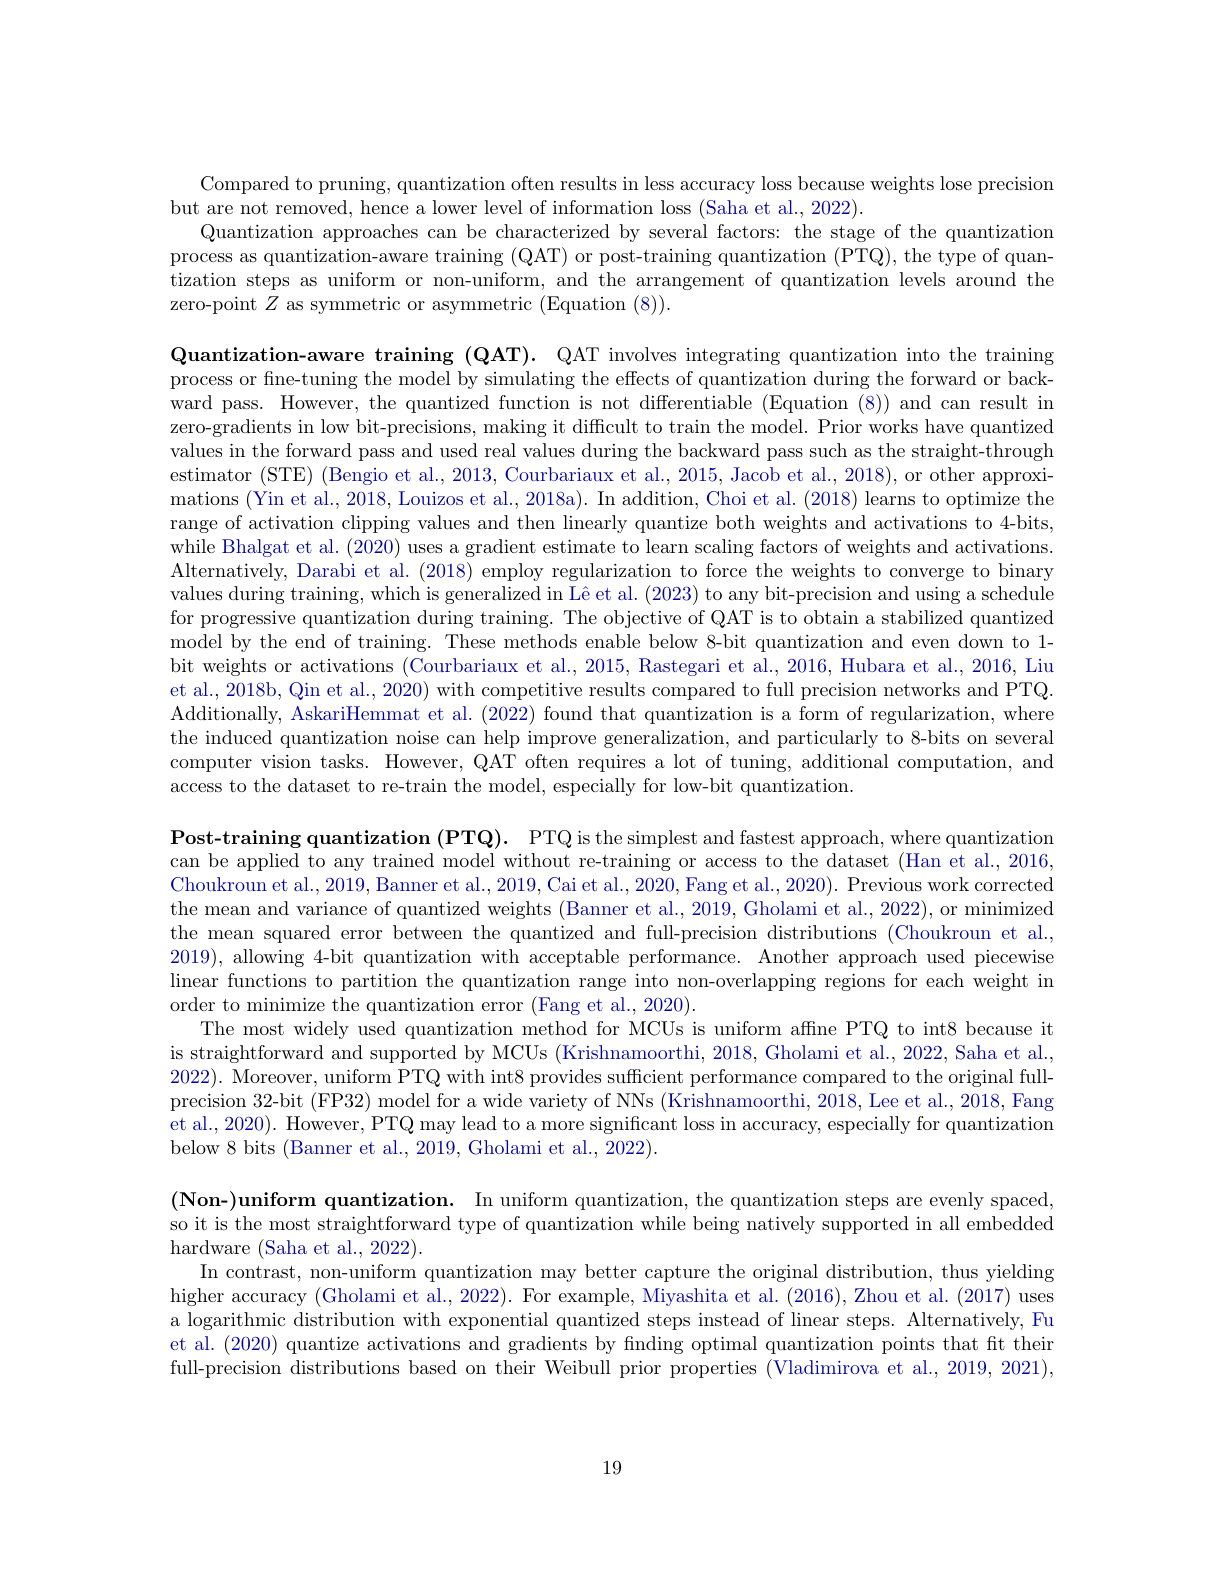 Compared to pruning, quantization often results in less accuracy loss because weights lose precision
but are not removed, hence a lower level of information loss (Saha et al., 2022).
Quantization approaches can be characterized by several factors: the stage of the quantization
process as quantization-aware training (QAT) or post-training quantization (PTQ), the type of quan-
tization steps as uniform or non-uniform, and the arrangement of quantization levels around the
zero-point Z as symmetric or asymmetric (Equation (8)).
Quantization-aware training (QAT). QAT involves integrating quantization into the training
process or fine-tuning the model by simulating the effects of quantization during the forward or back-
ward pass. However, the quantized function is not differentiable (Equation (8)) and can result in
zero-gradients in low bit-precisions, making it difficult to train the model. Prior works have quantized
values in the forward pass and used real values during the backward pass such as the straight-through
estimator (STE) (Bengio et al., 2013, Courbariaux et al., 2015, Jacob et al., 2018), or other approxi-
mations (Yin et al., 2018, Louizos et al., 2018a). In addition, Choi et al. (2018) learns to optimize the
range of activation clipping values and then linearly quantize both weights and activations to 4-bits,
while Bhalgat et al. (2020) uses a gradient estimate to learn scaling factors of weights and activations.
Alternatively, Darabi et al. (2018) employ regularization to force the weights to converge to binary
values during training, which is generalized in Lê et al. (2023) to any bit-precision and using a schedule
for progressive quantization during training. The objective of QAT is to obtain a stabilized quantized
model by the end of training. These methods enable below 8-bit quantization and even down to 1-
bit weights or activations (Courbariaux et al., 2015, Rastegari et al., 2016, Hubara et al., 2016, Liu
et al., 2018b, Qin et al., 2020) with competitive results compared to full precision networks and PTQ.
Additionally, AskariHemmat et al. (2022) found that quantization is a form of regularization, where
the induced quantization noise can help improve generalization, and particularly to 8-bits on several
computer vision tasks. However, QAT often requires a lot of tuning, additional computation, and
access to the dataset to re-train the model, especially for low-bit quantization.
Post-training quantization (PTQ). PTQ is the simplest and fastest approach, where quantization
can be applied to any trained model without re-training or access to the dataset (Han et al., 2016,
Choukroun et al., 2019, Banner et al., 2019, Cai et al., 2020, Fang et al., 2020). Previous work corrected
the mean and variance of quantized weights (Banner et al., 2019, Gholami et al., 2022), or minimized
the mean squared error between the quantized and full-precision distributions (Choukroun et al.,
2019), allowing 4-bit quantization with acceptable performance. Another approach used piecewise
linear functions to partition the quantization range into non-overlapping regions for each weight in
order to minimize the quantization error (Fang et al., 2020).
The most widely used quantization method for MCUs is uniform affine PTQ to int8 because it
is straightforward and supported by MCUs (Krishnamoorthi, 2018, Gholami et al., 2022, Saha et al.,
2022). Moreover, uniform PTQ with int8 provides sufficient performance compared to the original full-
precision 32-bit (FP32) model for a wide variety of NNs (Krishnamoorthi, 2018, Lee et al., 2018, Fang
et al., 2020). However, PTQ may lead to a more significant loss in accuracy, especially for quantization
below 8 bits (Banner et al., 2019, Gholami et al., 2022).
(Non-)uniform quantization. In uniform quantization, the quantization steps are evenly spaced,
so it is the most straightforward type of quantization while being natively supported in all embedded
hardware (Saha et al., 2022).
In contrast, non-uniform quantization may better capture the original distribution, thus yielding
higher accuracy (Gholami et al., 2022). For example, Miyashita et al. (2016), Zhou et al. (2017) uses
a logarithmic distribution with exponential quantized steps instead of linear steps. Alternatively, Fu
et al. (2020) quantize activations and gradients by finding optimal quantization points that fit their
full-precision distributions based on their Weibull prior properties (Vladimirova et al., 2019, 2021),
19